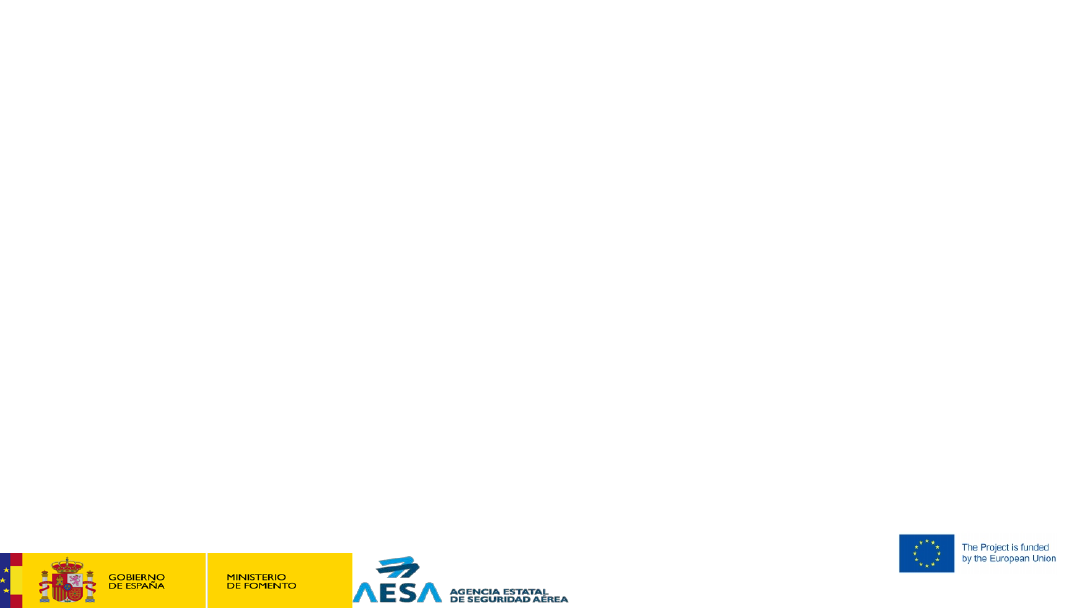 The Project is funded
by the European Union
GOBIERNO
DE ESPAÑA
MINISTERIO
DE FOMENTO
AESA
AGENCIA ESTATAL
DE SEGURIDAD AÉREA